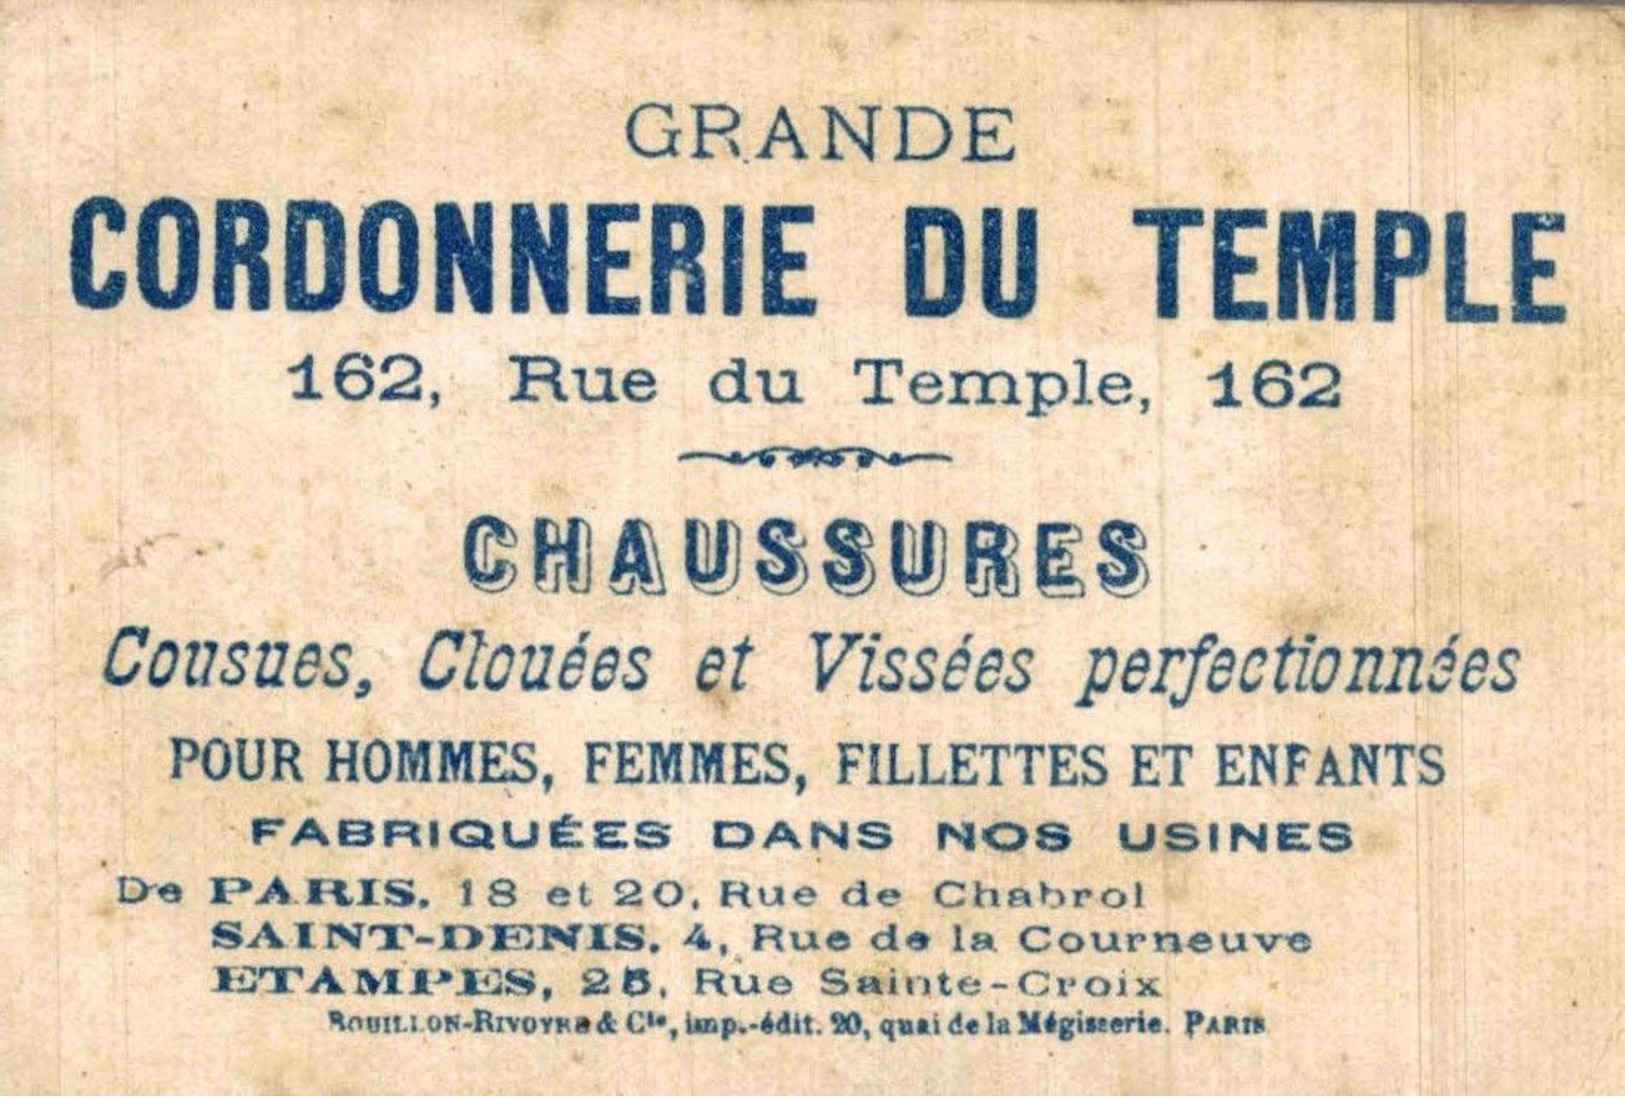 GRANDE
CORDONNERIE DU TEMPLE
162, Rue du Temple, 162
CHAUSSURES
Cousues, Clouées et Vissées perfectionnées
POUR HOMMES, FEMMES, FILLETTES ET ENFANTS
FABRIQUÉES DANS NOS USINES
De PARIS, 18 et 20, Rue de Chabrol
SAINT-DENIS, 4, Rue de la Courneuve
ETAMPES, 25, Rue Sainte-Croix
ROUILLON-RIVOYRE & Cie, imp.-édit. 20, quai de la Mégisserie. PARIS